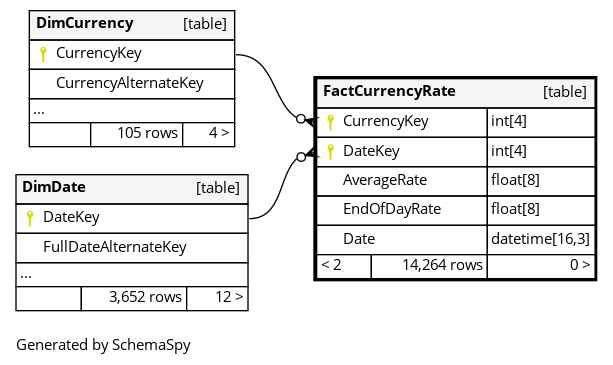 DimCurrency [table]
CurrencyKey
CurrencyAlternateKey
...
105 rows 4 >
FactCurrencyRate [table]
CurrencyKey int[4]
DateKey int[4]
AverageRate float[8]
EndOfDayRate float[8]
Date datetime[16,3]
< 2 14,264 rows 0 >
DimDate [table]
DateKey
FullDateAlternateKey
...
3,652 rows 12 >
Generated by SchemaSpy